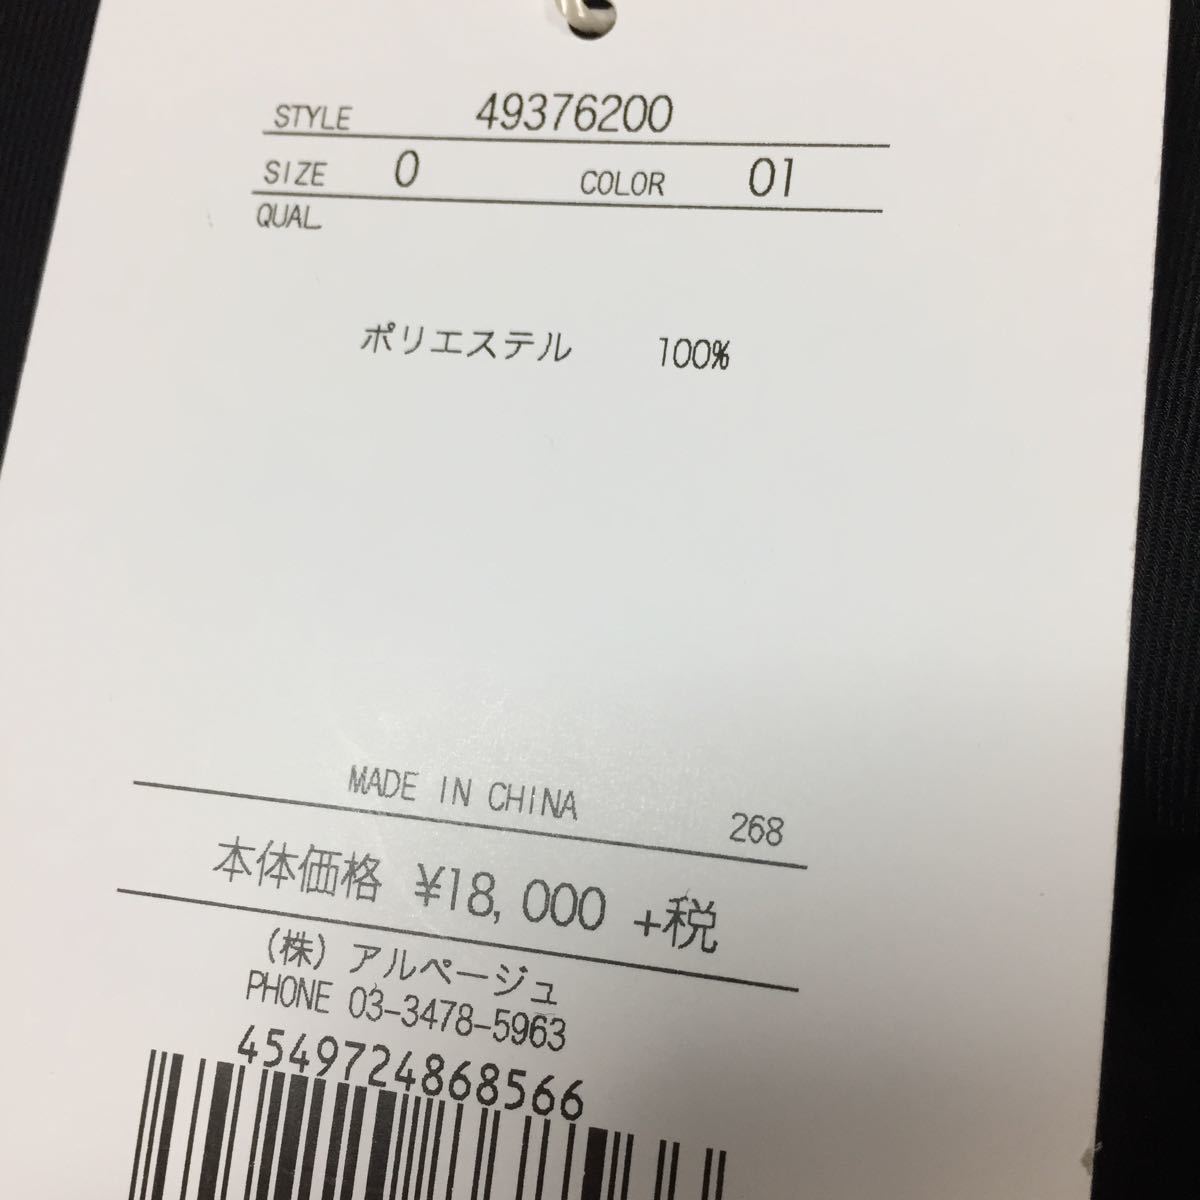 STYLE 49376200
SIZE 0 COLOR 01
QUAL
ポリエステル 100%
MADE IN CHINA 268
本体価格 ¥18,000 +税
(株) アルページュ
PHONE 03-3478-5963
4549724868566